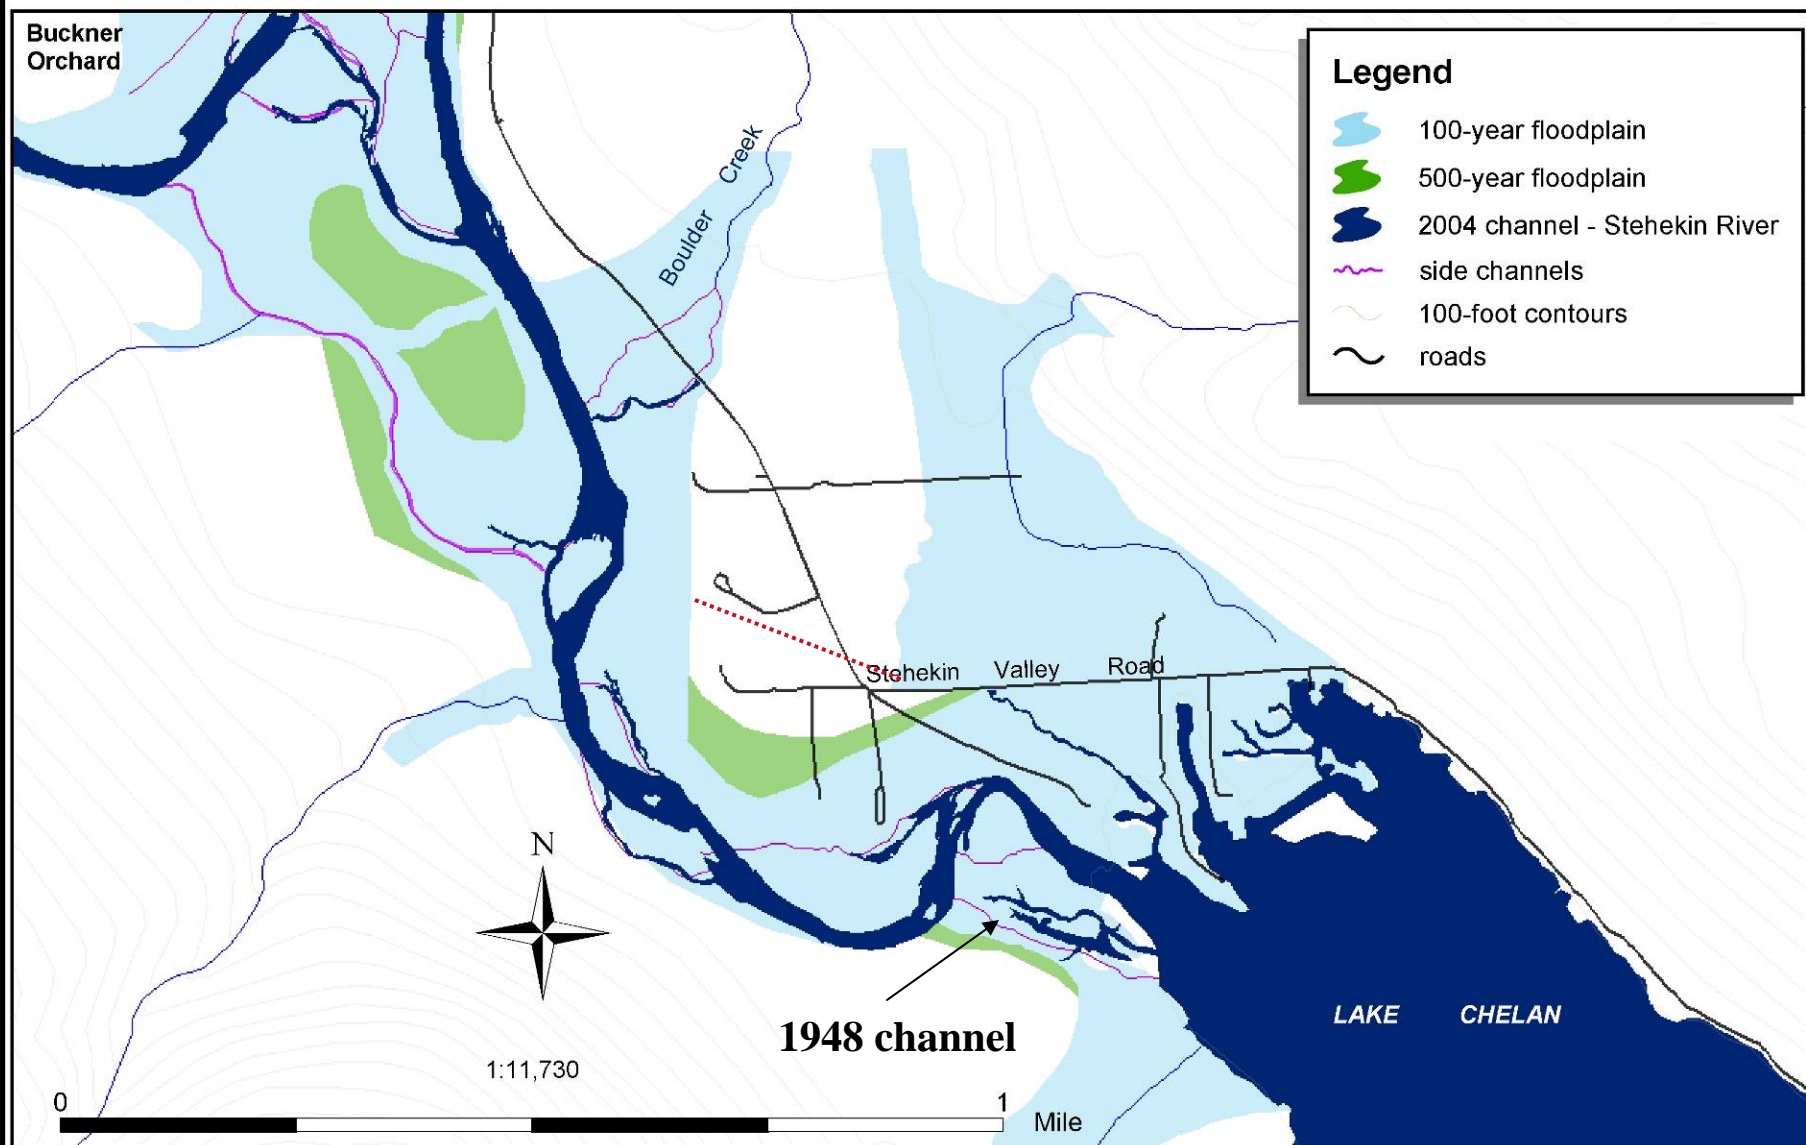 Buckner
Orchard
Legend
100-year floodplain
500-year floodplain
2004 channel - Stehekin River
side channels
100-foot contours
roads
Boulder Creek
Stehekin Valley Road
N
1948 channel
LAKE CHELAN
1:11,730
0 1
Mile